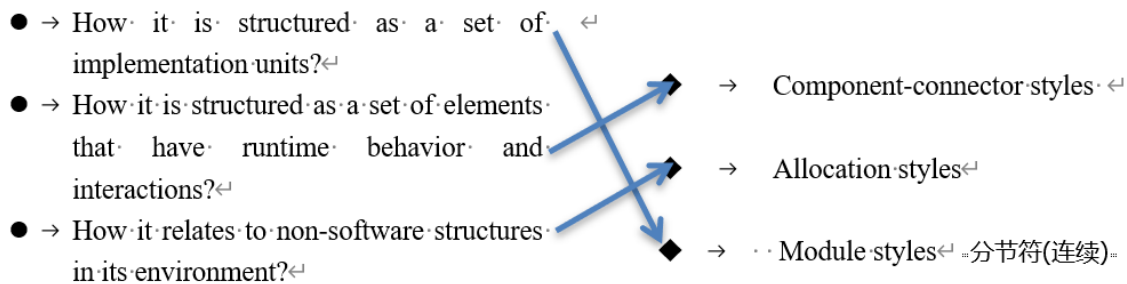 How it is structured as a set of
implementation units?
How it is structured as a set of elements
that have runtime behavior and
interactions?
How it relates to non-software structures
in its environment?
Component-connector styles
Allocation styles
Module styles 分节符(连续)